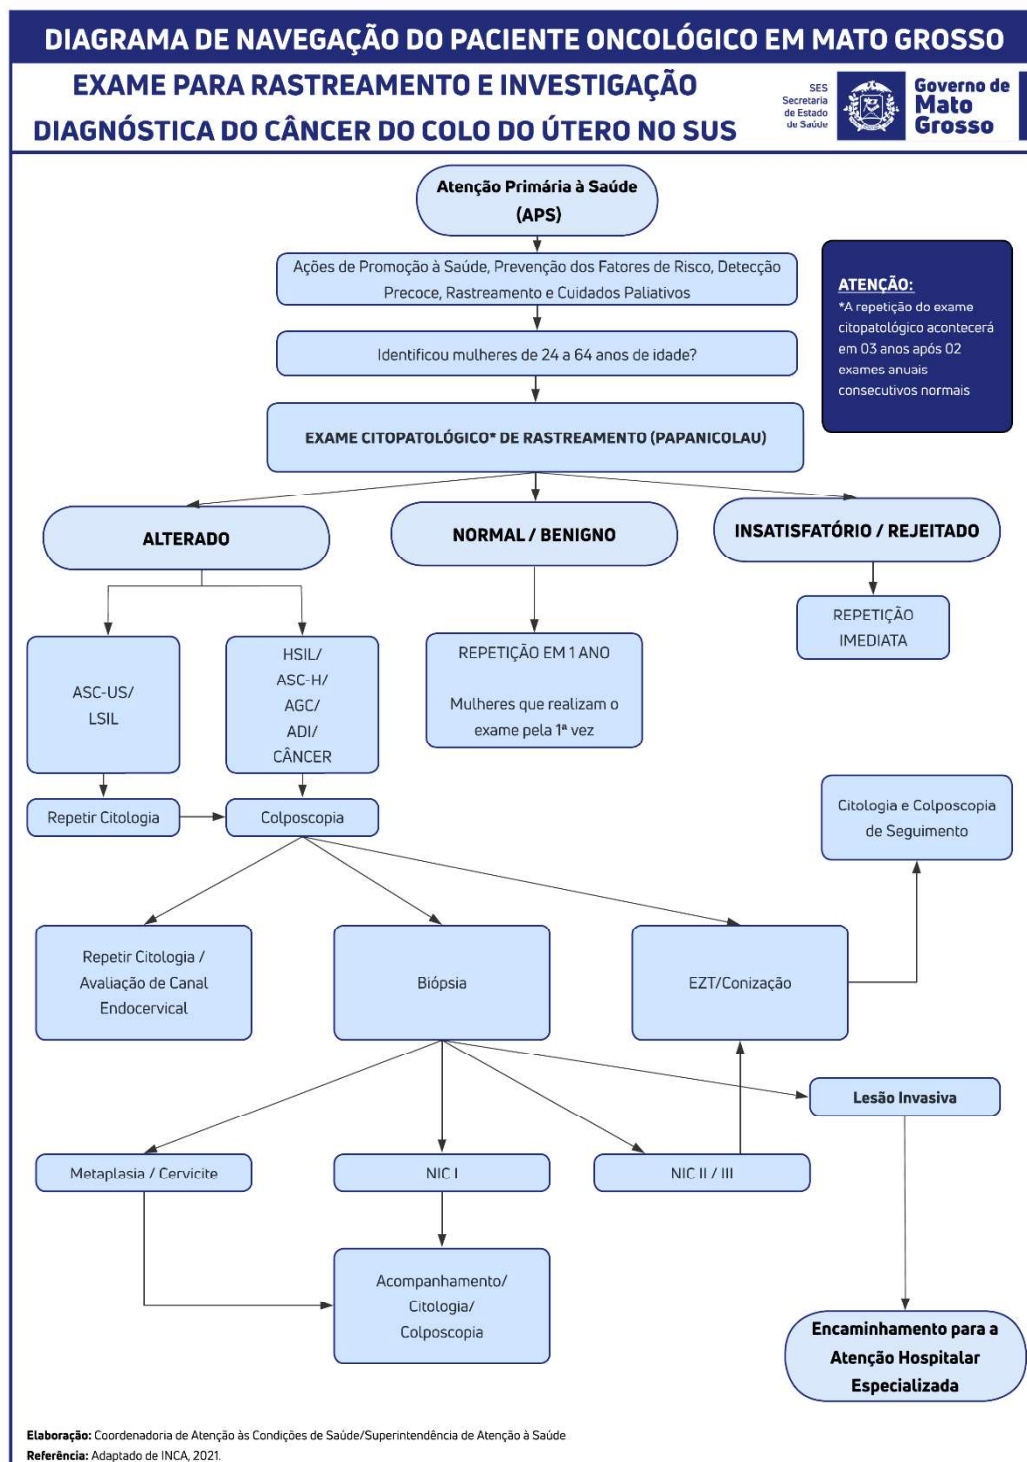 DIAGRAMA DE NAVEGAÇÃO DO PACIENTE ONCOLÓGICO EM MATO GROSSO
EXAME PARA RASTREAMENTO E INVESTIGAÇÃO
DIAGNÓSTICA DO CÂNCER DO COLO DO ÚTERO NO SUS
SES
Secretaria
de Estado
de Saúde
Governo de
Mato
Grosso
Atenção Primária à Saúde
(APS)
Ações de Promoção à Saúde, Prevenção dos Fatores de Risco, Detecção
Precoce, Rastreamento e Cuidados Paliativos
ATENÇÃO:
*A repetição do exame
citopatológico acontecerá
em 03 anos após 02
exames anuais
consecutivos normais
Identificou mulheres de 24 a 64 anos de idade?
EXAME CITOPATOLÓGICO* DE RASTREAMENTO (PAPANICOLAU)
ALTERADO
NORMAL / BENIGNO
INSATISFATÓRIO / REJEITADO
REPETIÇÃO
IMEDIATA
ASC-US/
LSIL
HSIL/
ASC-H/
AGC/
ADI/
CÂNCER
REPETIÇÃO EM 1 ANO
Mulheres que realizam o
exame pela 1ª vez
Repetir Citologia
Colposcopia
Citologia e Colposcopia
de Seguimento
Repetir Citologia /
Avaliação de Canal
Endocervical
Biópsia
EZT/Conização
Lesão Invasiva
Metaplasia / Cervicite
NIC I
NIC II / III
Acompanhamento/
Citologia/
Colposcopia
Encaminhamento para a
Atenção Hospitalar
Especializada
Elaboração: Coordenadoria de Atenção às Condições de Saúde/Superintendência de Atenção à Saúde
Referência: Adaptado de INCA, 2021.